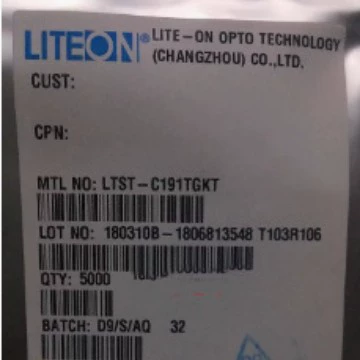 LITEON® LITE-ON OPTO TECHNOLOGY
(CHANGZHOU) CO.,LTD.
CUST:
CPN:
MTL NO: LTST-C191TGKT
LOT NO: 180310B-1806813548 T103R106
QTY: 5000
BATCH: D9/S/AQ 32